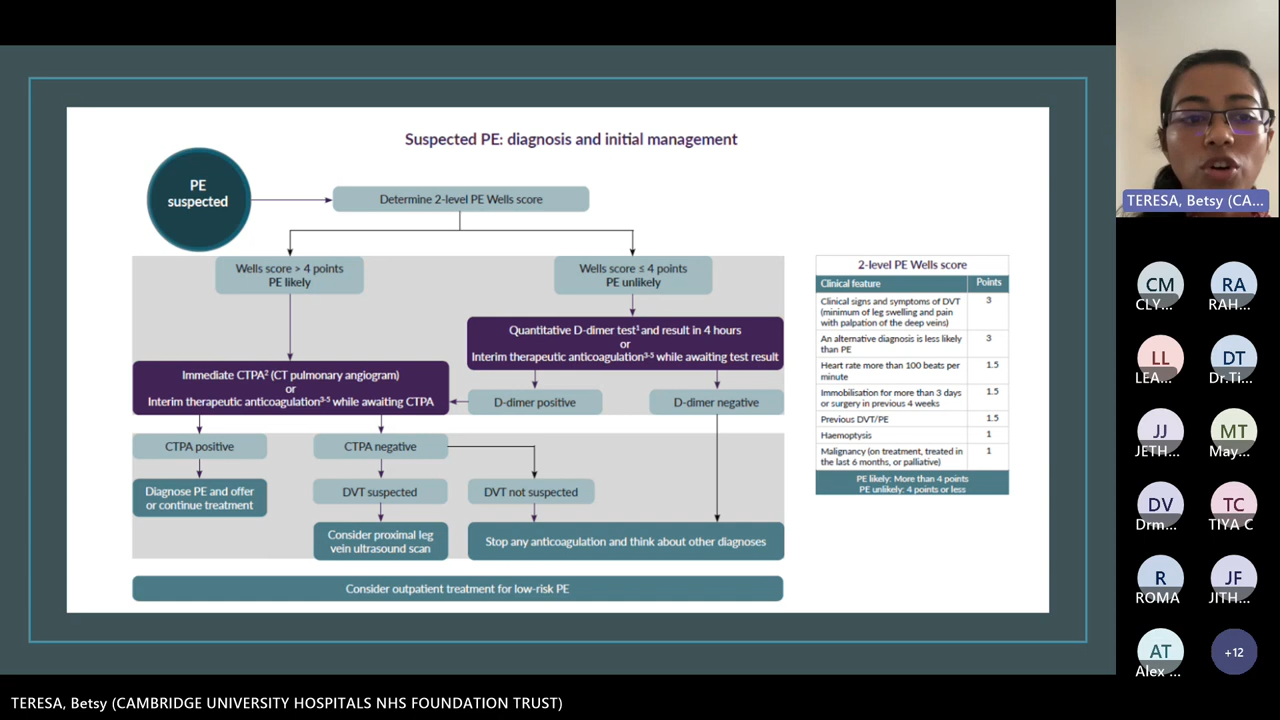 Suspected PE: diagnosis and initial management
PE
suspected
Determine 2-level PE Wells score
Wells score > 4 points
PE likely
Wells score ≤ 4 points
PE unlikely
Quantitative D-dimer test¹ and result in 4 hours
or
Interim therapeutic anticoagulation³⁻⁵ while awaiting test result
Immediate CTPA² (CT pulmonary angiogram)
or
Interim therapeutic anticoagulation³⁻⁵ while awaiting CTPA
D-dimer positive
D-dimer negative
CTPA positive
CTPA negative
Diagnose PE and offer
or continue treatment
DVT suspected
DVT not suspected
Consider proximal leg
vein ultrasound scan
Stop any anticoagulation and think about other diagnoses
Consider outpatient treatment for low-risk PE
2-level PE Wells score
Clinical feature Points
Clinical signs and symptoms of DVT 3
(minimum of leg swelling and pain
with palpation of the deep veins)
An alternative diagnosis is less likely 3
than PE
Heart rate more than 100 beats per 1.5
minute
Immobilisation for more than 3 days 1.5
or surgery in previous 4 weeks
Previous DVT/PE 1.5
Haemoptysis 1
Malignancy (on treatment, treated in 1
the last 6 months, or palliative)
PE likely: More than 4 points
PE unlikely: 4 points or less
TERESA, Betsy (CA...
CM RA
CLY... RAH...
LL DT
LEA... Dr.Ti...
JJ MT
JETH... May...
DV TC
Drm... TIYA C
R JF
ROMA JITH...
AT +12
Alex ...
TERESA, Betsy (CAMBRIDGE UNIVERSITY HOSPITALS NHS FOUNDATION TRUST)